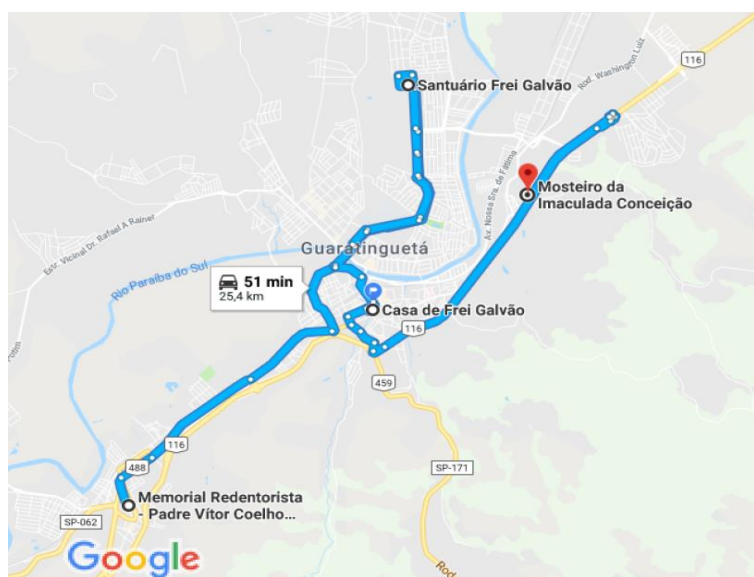 116
Rod. Washington Luiz
Santuário Frei Galvão
Mosteiro da
Imaculada Conceição
Av. Nossa Sra. de Fátima
Estr. Vicinal Dr. Rafael A Rainer
Guaratinguetá
Rio Paraíba do Sul
51 min
25,4 km
Casa de Frei Galvão
116
459
116
488
SP-171
Memorial Redentorista
- Padre Vítor Coelho...
SP-062
Rod
Google